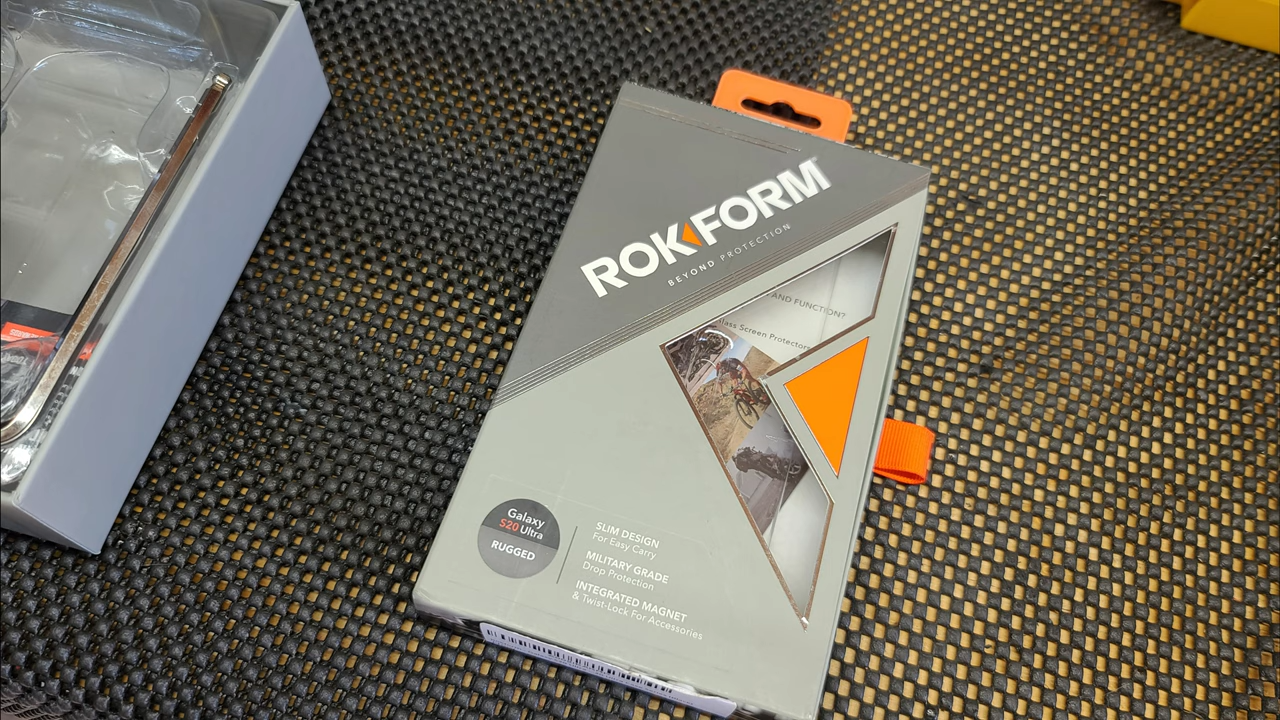 ROKFORM
BEYOND PROTECTION
AND FUNCTION?
lass Screen Protectors
Galaxy
S20 Ultra
RUGGED
SLIM DESIGN
For Easy Carry
MILITARY GRADE
Drop Protection
INTEGRATED MAGNET
& Twist-Lock For Accessories